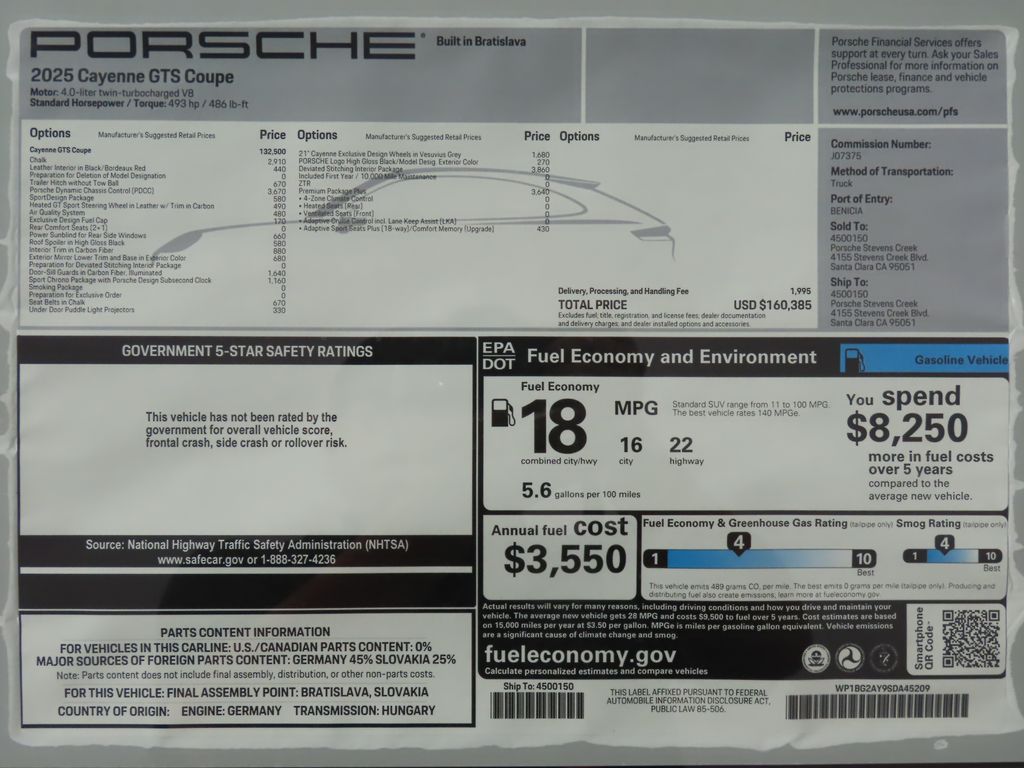 PORSCHE® Built in Bratislava
2025 Cayenne GTS Coupe
Motor: 4.0-liter twin-turbocharged V8
Standard Horsepower / Torque: 493 hp / 486 lb-ft
Porsche Financial Services offers
support at every turn. Ask your Sales
Professional for more information on
Porsche lease, finance and vehicle
protections programs.
www.porscheusa.com/pfs
Options Manufacturer's Suggested Retail Prices Price
Cayenne GTS Coupe 132,500
Chalk 2,910
Leather Interior in Black/Bordeaux Red 440
Preparation for Deletion of Model Designation 0
Trailer Hitch without Tow Ball 670
Porsche Dynamic Chassis Control (PDCC) 3,670
SportDesign Package 580
Heated GT Sport Steering Wheel in Leather w/ Trim in Carbon 490
Air Quality System 480
Exclusive Design Fuel Cap 170
Rear Comfort Seats (2+1) 0
Power Sunblind for Rear Side Windows 660
Roof Spoiler in High Gloss Black 580
Interior Trim in Carbon Fiber 880
Exterior Mirror Lower Trim and Base in Exterior Color 680
Preparation for Deviated Stitching Interior Package 0
Door-Sill Guards in Carbon Fiber, Illuminated 1,640
Sport Chrono Package with Porsche Design Subsecond Clock 1,160
Smoking Package 0
Preparation for Exclusive Order 0
Seat Belts in Chalk 670
Under Door Puddle Light Projectors 330
Options Manufacturer's Suggested Retail Prices Price
21" Cayenne Exclusive Design Wheels in Vesuvius Grey 1,680
PORSCHE Logo High Gloss Black/Model Desig. Exterior Color 270
Deviated Stitching Interior Package 3,860
Included First Year / 10,000 Mile Maintenance 0
ZTR 0
Premium Package Plus 3,640
• 4-Zone Climate Control 0
• Heated Seats (Rear) 0
• Ventilated Seats (Front) 0
• Adaptive Cruise Control incl. Lane Keep Assist (LKA) 0
• Adaptive Sport Seats Plus (18-way)/Comfort Memory (Upgrade) 430
Options Manufacturer's Suggested Retail Prices Price
Delivery, Processing, and Handling Fee 1,995
TOTAL PRICE USD $160,385
Excludes fuel, title, registration, and license fees, dealer documentation
and delivery charges, and dealer installed options and accessories.
Commission Number:
J07375
Method of Transportation:
Truck
Port of Entry:
BENICIA
Sold To:
4500150
Porsche Stevens Creek
4155 Stevens Creek Blvd.
Santa Clara CA 95051
Ship To:
4500150
Porsche Stevens Creek
4155 Stevens Creek Blvd.
Santa Clara CA 95051
GOVERNMENT 5-STAR SAFETY RATINGS
This vehicle has not been rated by the
government for overall vehicle score,
frontal crash, side crash or rollover risk.
Source: National Highway Traffic Safety Administration (NHTSA)
www.safecar.gov or 1-888-327-4236
PARTS CONTENT INFORMATION
FOR VEHICLES IN THIS CARLINE: U.S./CANADIAN PARTS CONTENT: 0%
MAJOR SOURCES OF FOREIGN PARTS CONTENT: GERMANY 45% SLOVAKIA 25%
Note: Parts content does not include final assembly, distribution, or other non-parts costs.
FOR THIS VEHICLE: FINAL ASSEMBLY POINT: BRATISLAVA, SLOVAKIA
COUNTRY OF ORIGIN: ENGINE: GERMANY TRANSMISSION: HUNGARY
EPA
DOT Fuel Economy and Environment Gasoline Vehicle
Fuel Economy
18 MPG
combined city/hwy
16 city
22 highway
5.6 gallons per 100 miles
Standard SUV range from 11 to 100 MPG.
The best vehicle rates 140 MPGe.
You spend
$8,250
more in fuel costs
over 5 years
compared to the
average new vehicle.
Annual fuel cost
$3,550
Fuel Economy & Greenhouse Gas Rating (tailpipe only)
4
1 10
Best
Smog Rating (tailpipe only)
4
1 10
Best
This vehicle emits 489 grams CO₂ per mile. The best emits 0 grams per mile (tailpipe only). Producing and
distributing fuel also create emissions; learn more at fueleconomy.gov.
Actual results will vary for many reasons, including driving conditions and how you drive and maintain your
vehicle. The average new vehicle gets 28 MPG and costs $9,500 to fuel over 5 years. Cost estimates are based
on 15,000 miles per year at $3.50 per gallon. MPGe is miles per gasoline gallon equivalent. Vehicle emissions
are a significant cause of climate change and smog.
fueleconomy.gov
Calculate personalized estimates and compare vehicles
Smartphone
QR Code™
Ship To: 4500150
THIS LABEL AFFIXED PURSUANT TO FEDERAL
AUTOMOBILE INFORMATION DISCLOSURE ACT,
PUBLIC LAW 85-506.
WP1BG2AY9SDA45209